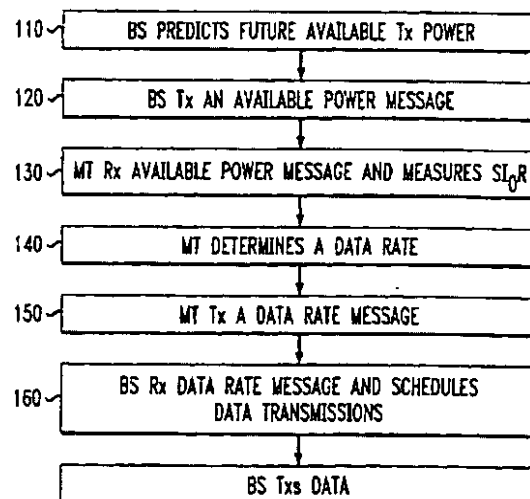 110 BS PREDICTS FUTURE AVAILABLE Tx POWER
120 BS Tx AN AVAILABLE POWER MESSAGE
130 MT Rx AVAILABLE POWER MESSAGE AND MEASURES SI₀R
140 MT DETERMINES A DATA RATE
150 MT Tx A DATA RATE MESSAGE
160 BS Rx DATA RATE MESSAGE AND SCHEDULES
DATA TRANSMISSIONS
BS Txs DATA